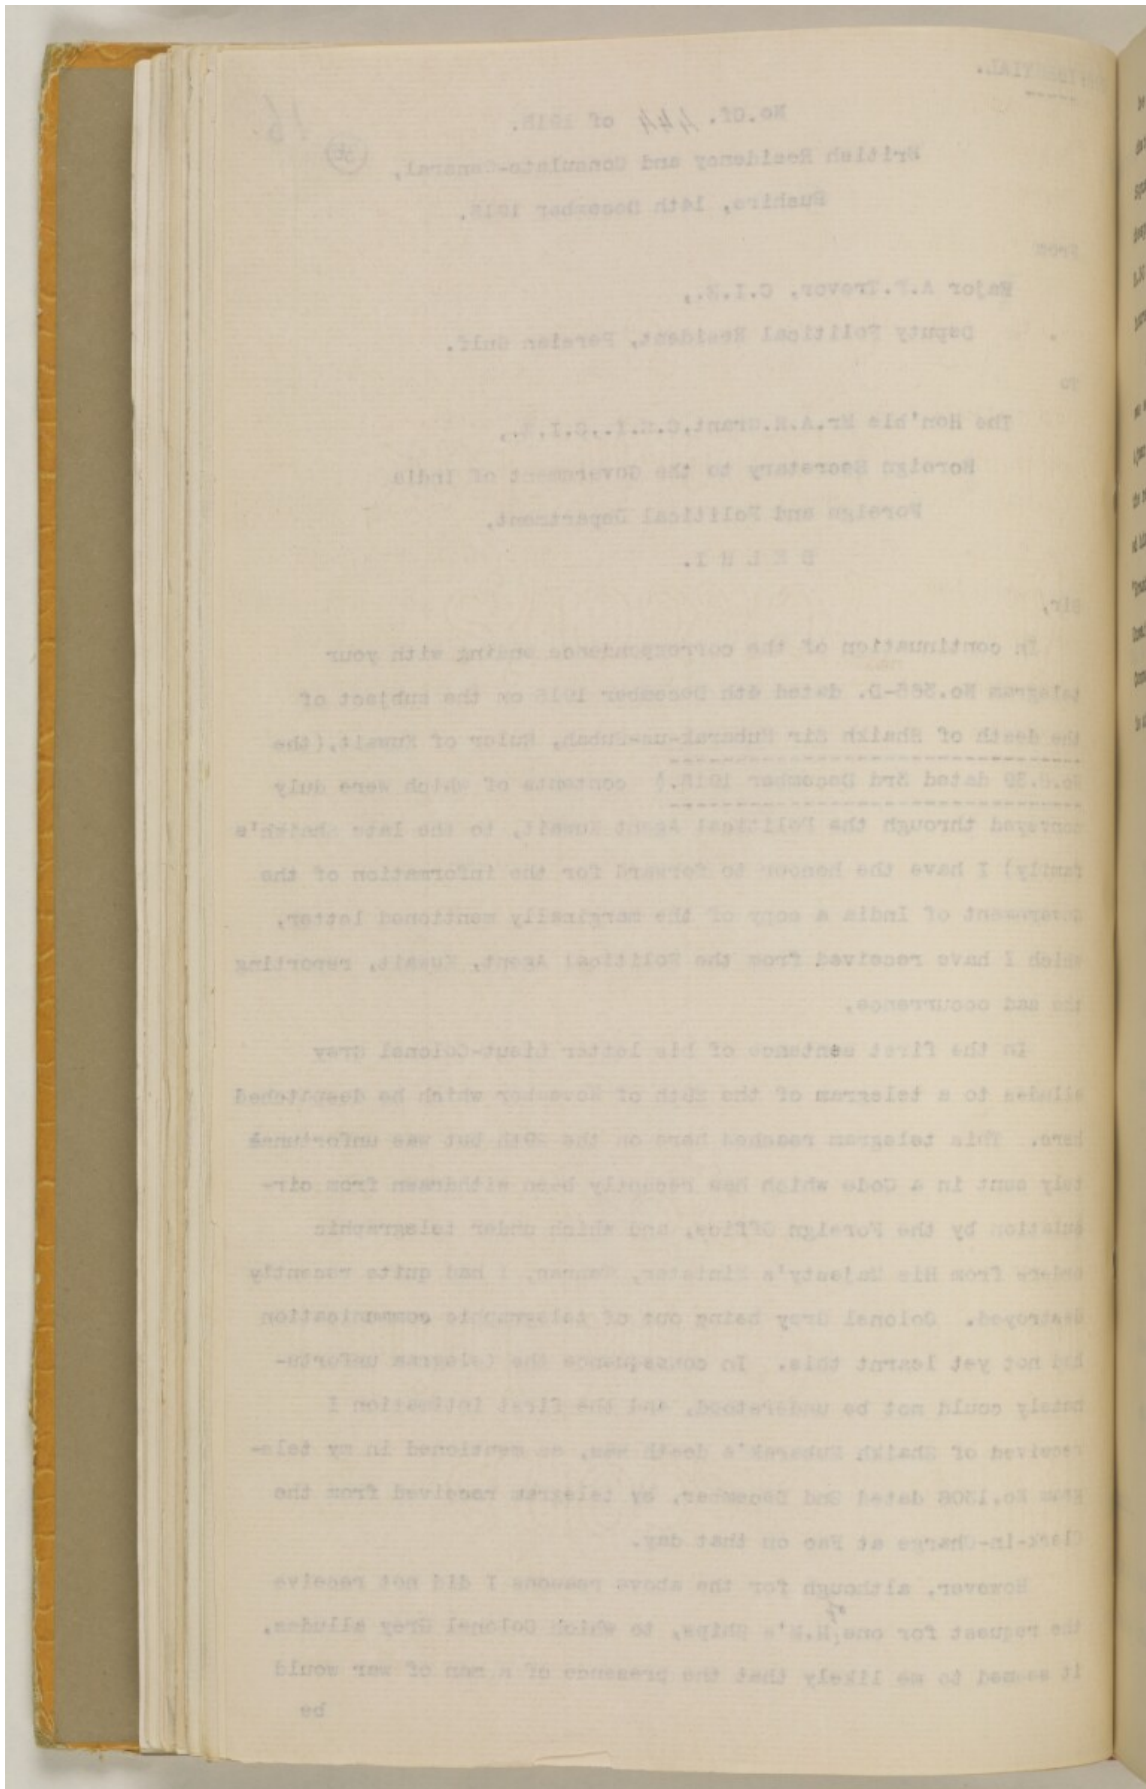 CONFIDENTIAL.
No.Of. 444 of 1915.
British Residency and Consulate-General,
Bushire, 14th December 1915.
From
Major A.P.Trevor, C.I.E.,
Deputy Political Resident, Persian Gulf.
To
The Hon'ble Mr.A.H.Grant,C.S.I.,C.I.E.,
Foreign Secretary to the Government of India
Foreign and Political Department,
D E L H I.
Sir,
In continuation of the correspondence ending with your
telegram No. dated 4th December 1915 on the subject of
the death of Shaikh Sir Mubarak-us-Subah, Ruler of Kuwait,(the
No.C.39 dated 3rd December 1915. contents of which were duly
conveyed through the Political Agent Kuwait, to the late Shaikh's
family) I have the honour to forward for the information of the
Government of India a copy of the marginally mentioned letter,
which I have received from the Political Agent, Kuwait, reporting
the sad occurrence.
In the first sentence of his letter Lieut-Colonel Grey
alludes to a telegram of the of November which he despatched
here. This telegram reached here on the 29th but was unfortuna
tely sent in a Code which has recently been withdrawn from cir-
culation by the Foreign Office, and which under telegraphic
orders from His Majesty's Minister, I had quite recently
destroyed. Colonel Grey being out of telegraphic communication
had not yet learnt this. In consequence the telegram unfortu-
nately could not be understood, and the first intimation I
received of Shaikh Mubarak's death was, as mentioned in my tele-
gram No.1306 dated 2nd December, by telegram received from the
Clerk-in-Charge at Fao on that day.
However, although for the above reasons I did not receive
the request for one of H.M's Ships, to which Colonel Grey alludes,
it seemed to me likely that the presence of a man of war would
be